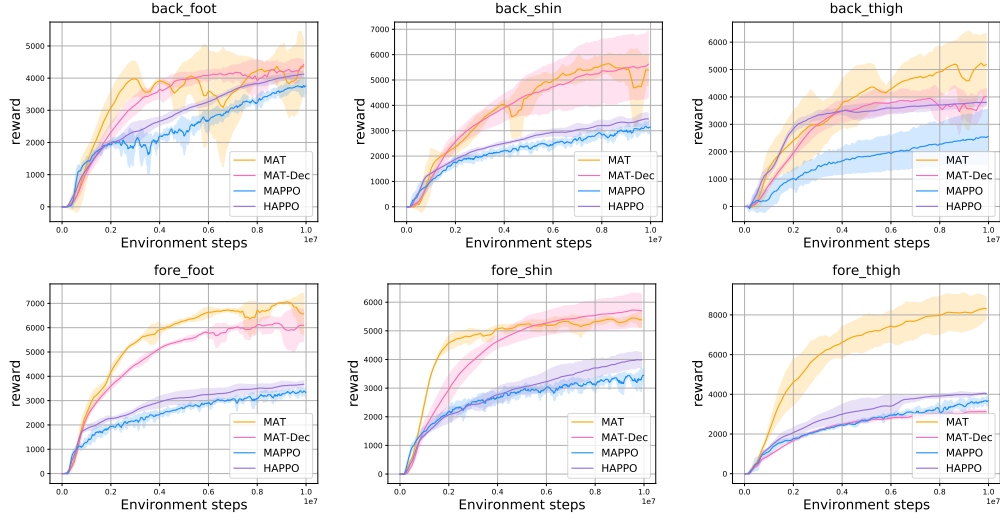 back_foot
reward
5000
4000
3000
2000
1000
0
0.0 0.2 0.4 0.6 0.8 1.0
1e7
Environment steps
MAT
MAT-Dec
MAPPO
HAPPO
back_shin
reward
7000
6000
5000
4000
3000
2000
1000
0
0.0 0.2 0.4 0.6 0.8 1.0
1e7
Environment steps
MAT
MAT-Dec
MAPPO
HAPPO
back_thigh
reward
6000
5000
4000
3000
2000
1000
0
0.0 0.2 0.4 0.6 0.8 1.0
1e7
Environment steps
MAT
MAT-Dec
MAPPO
HAPPO
fore_foot
reward
7000
6000
5000
4000
3000
2000
1000
0
0.0 0.2 0.4 0.6 0.8 1.0
1e7
Environment steps
MAT
MAT-Dec
MAPPO
HAPPO
fore_shin
reward
6000
5000
4000
3000
2000
1000
0
0.0 0.2 0.4 0.6 0.8 1.0
1e7
Environment steps
MAT
MAT-Dec
MAPPO
HAPPO
fore_thigh
reward
8000
6000
4000
2000
0
0.0 0.2 0.4 0.6 0.8 1.0
1e7
Environment steps
MAT
MAT-Dec
MAPPO
HAPPO